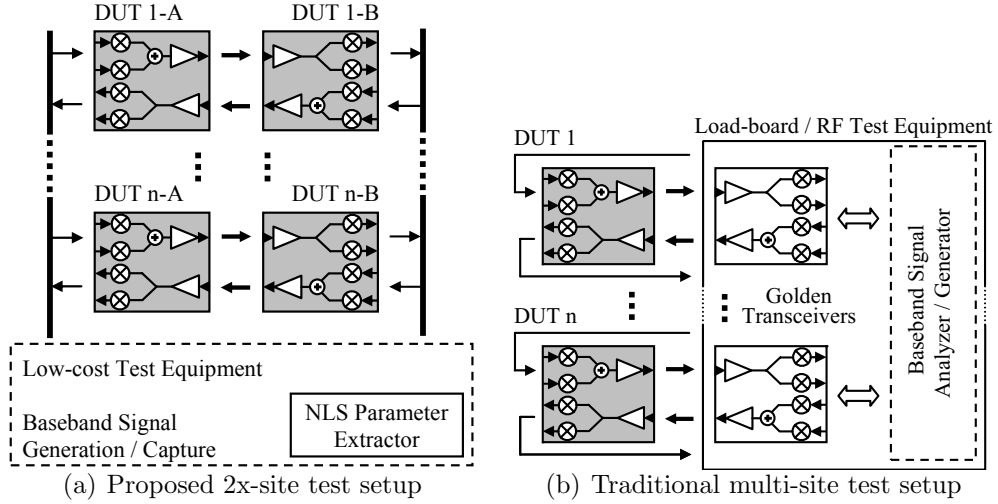 DUT 1-A
DUT 1-B
DUT n-A
DUT n-B
Low-cost Test Equipment
Baseband Signal
Generation / Capture
NLS Parameter
Extractor
(a) Proposed 2x-site test setup
Load-board / RF Test Equipment
DUT 1
DUT n
Golden
Transceivers
Baseband Signal
Analyzer / Generator
(b) Traditional multi-site test setup